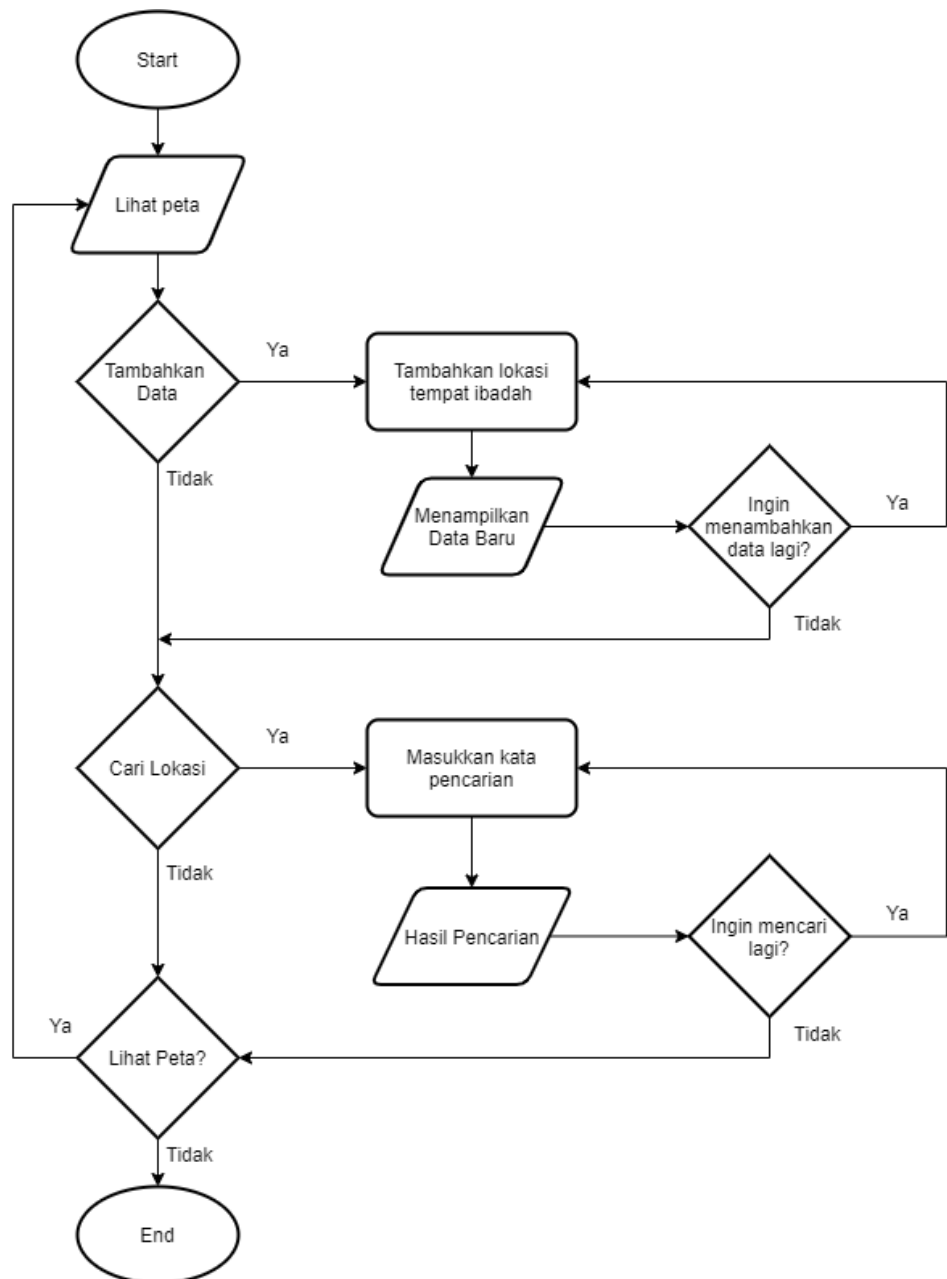 Start
Lihat peta
Tambahkan
Data
Ya
Tidak
Tambahkan lokasi
tempat ibadah
Menampilkan
Data Baru
Ingin
menambahkan
data lagi?
Ya
Tidak
Cari Lokasi
Ya
Tidak
Masukkan kata
pencarian
Hasil Pencarian
Ingin mencari
lagi?
Ya
Tidak
Lihat Peta?
Ya
Tidak
End